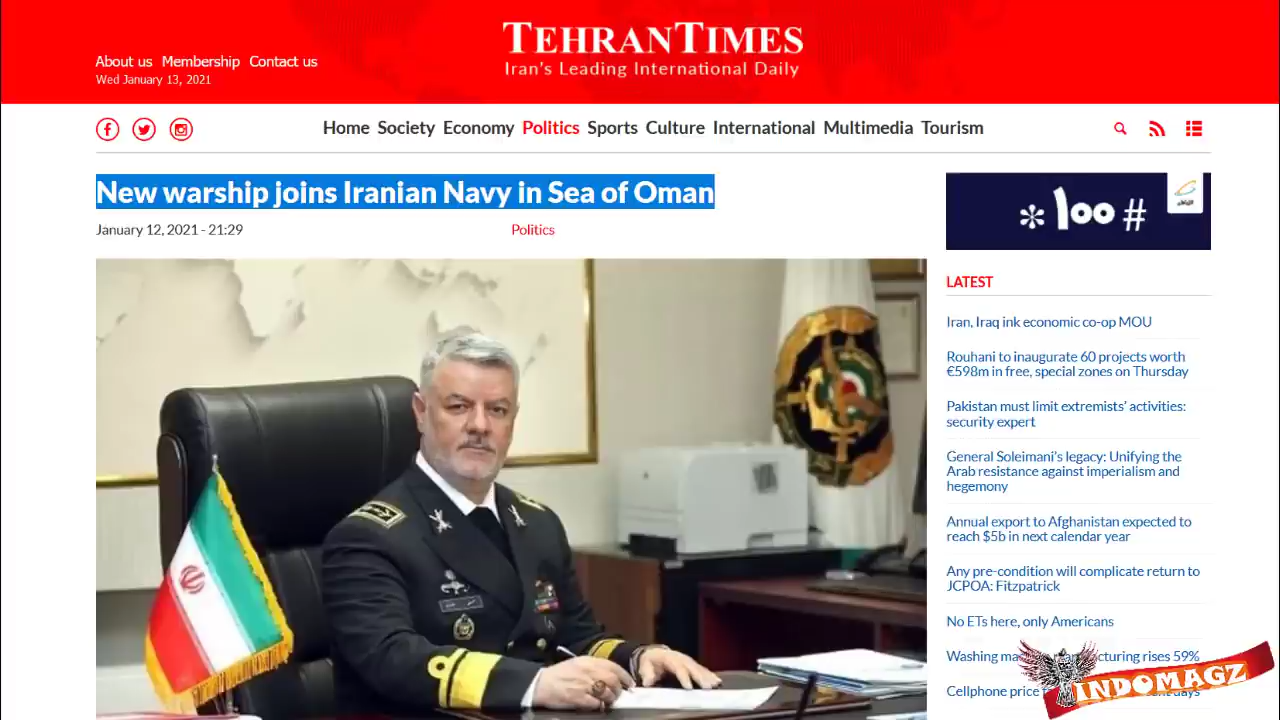 TEHRANTIMES
Iran's Leading International Daily
About us Membership Contact us
Wed January 13, 2021
Home Society Economy Politics Sports Culture International Multimedia Tourism
New warship joins Iranian Navy in Sea of Oman
January 12, 2021 - 21:29 Politics
*۱۰۰#
LATEST
Iran, Iraq ink economic co-op MOU
Rouhani to inaugurate 60 projects worth
€598m in free, special zones on Thursday
Pakistan must limit extremists' activities:
security expert
General Soleimani's legacy: Unifying the
Arab resistance against imperialism and
hegemony
Annual export to Afghanistan expected to
reach $5b in next calendar year
Any pre-condition will complicate return to
JCPOA: Fitzpatrick
No ETs here, only Americans
Washing rises 59%
Cellphone price days
INDOMAGZ